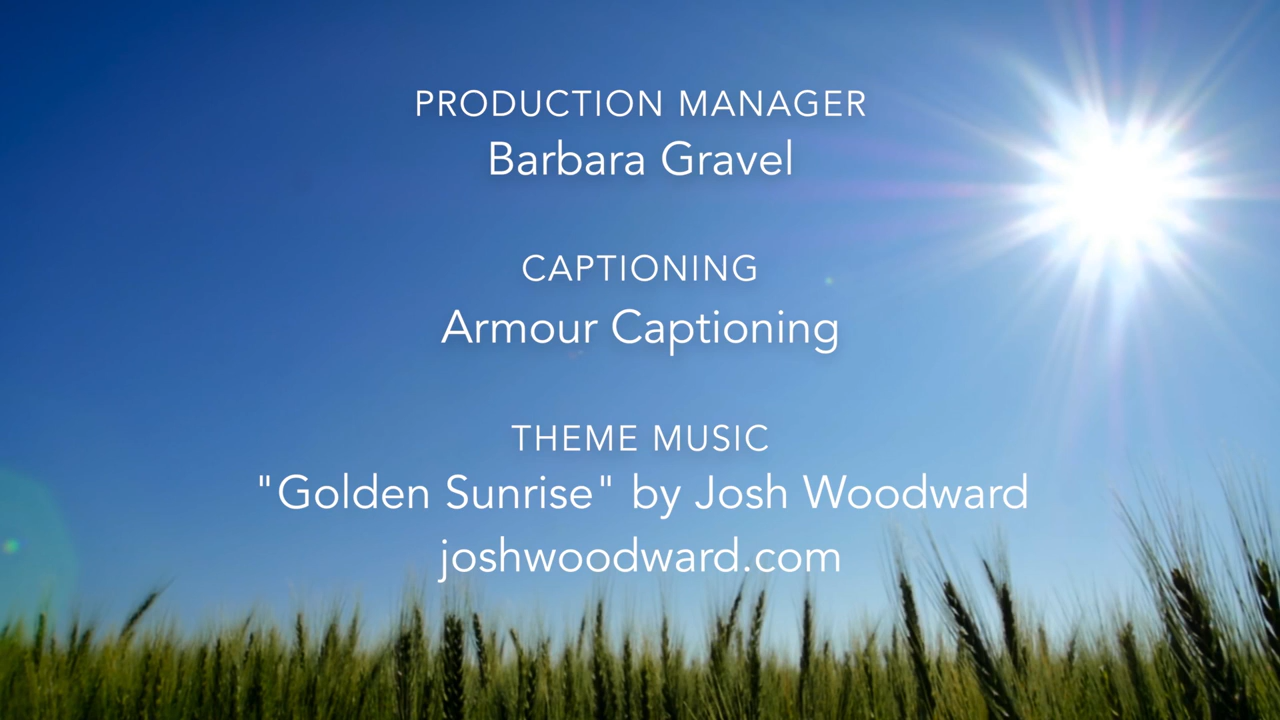 PRODUCTION MANAGER
Barbara Gravel
CAPTIONING
Armour Captioning
THEME MUSIC
"Golden Sunrise" by Josh Woodward
joshwoodward.com